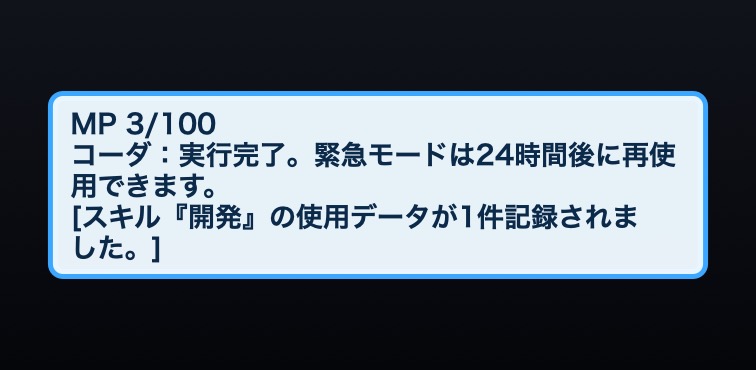 MP 3/100
コーダ：実行完了。緊急モードは24時間後に再使
用できます。
[スキル『開発』の使用データが1件記録されま
した。]